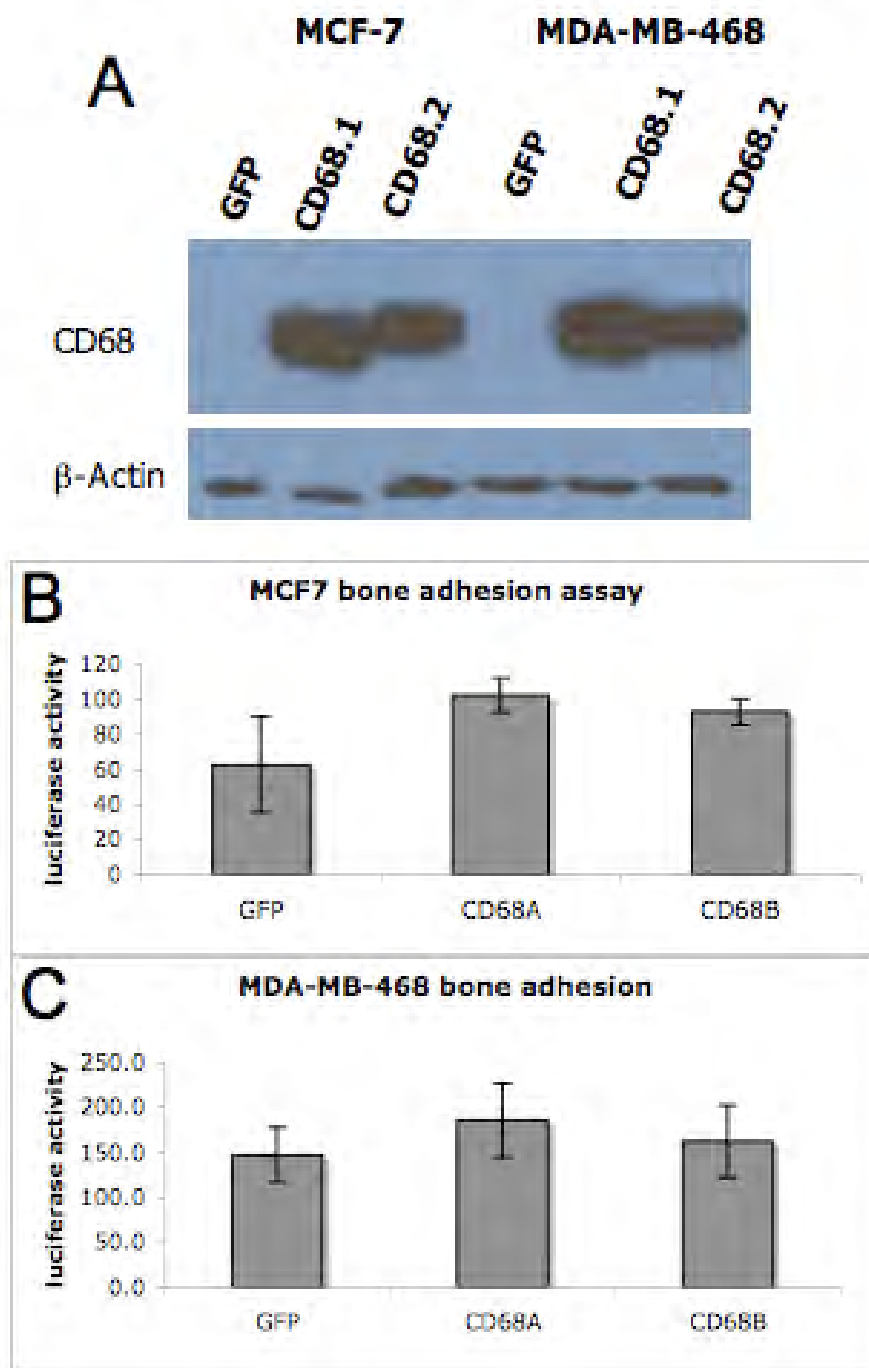 MCF-7 MDA-MB-468
A
GFP CD68.1 CD68.2 GFP CD68.1 CD68.2
CD68
β-Actin
B
MCF7 bone adhesion assay
luciferase activity
120
100
80
60
40
20
0
GFP CD68A CD68B
C
MDA-MB-468 bone adhesion
luciferase activity
250.0
200.0
150.0
100.0
50.0
0.0
GFP CD68A CD68B